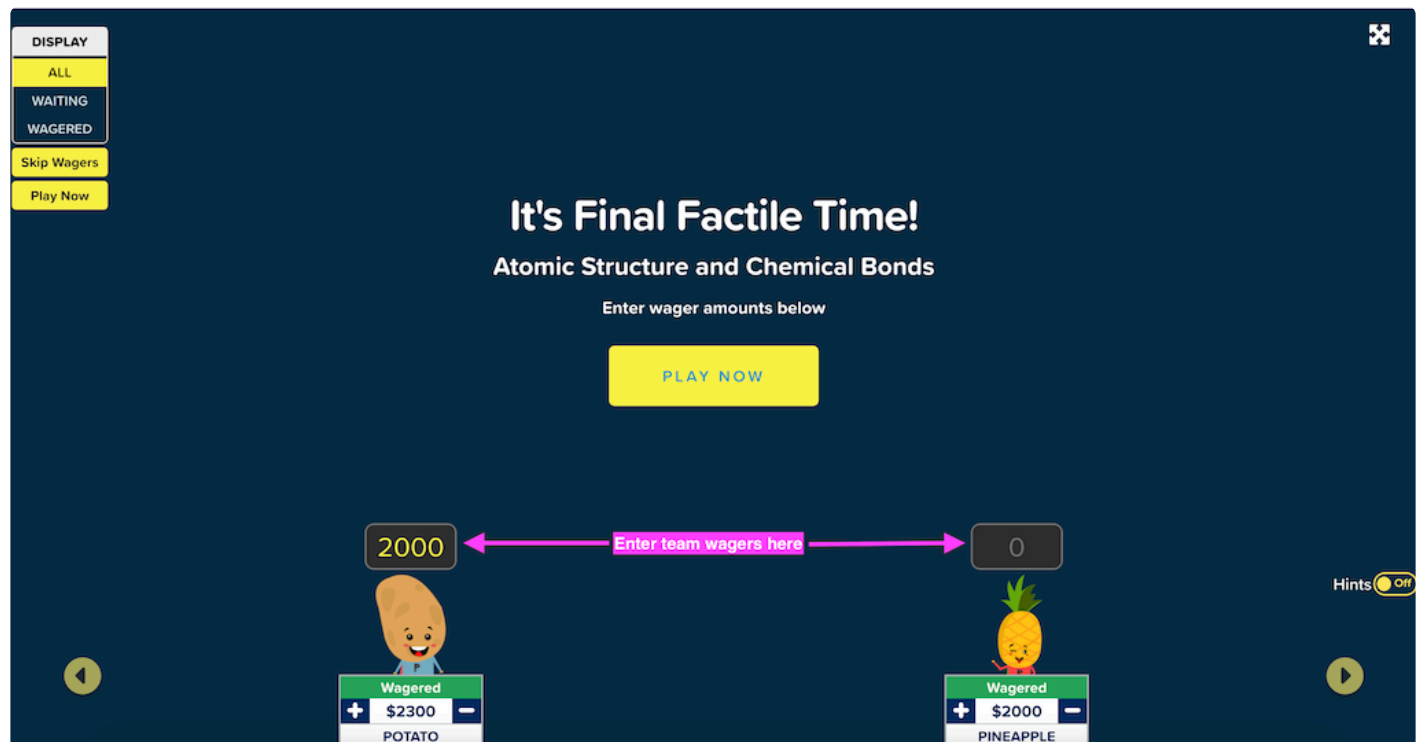 DISPLAY
ALL
WAITING
WAGERED
Skip Wagers
Play Now
It's Final Factile Time!
Atomic Structure and Chemical Bonds
Enter wager amounts below
PLAY NOW
2000
Enter team wagers here
0
Hints Off
P
Wagered
+ $2300 −
POTATO
Wagered
+ $2000 −
PINEAPPLE